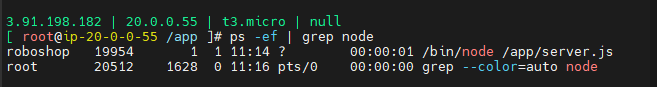 3.91.198.182 | 20.0.0.55 | t3.micro | null
[ root@ip-20-0-0-55 /app ]# ps -ef | grep node
roboshop   19954       1  1 11:14 ?        00:00:01 /bin/node /app/server.js
root       20512    1628  0 11:16 pts/0    00:00:00 grep --color=auto node